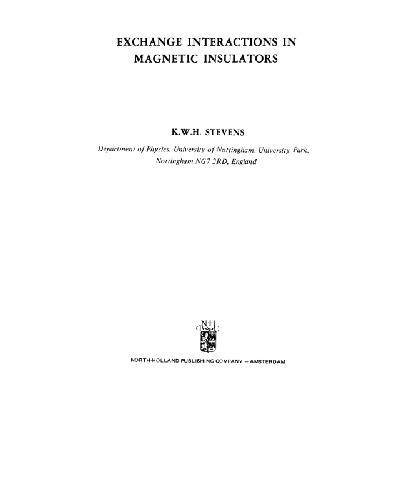 EXCHANGE INTERACTIONS IN
MAGNETIC INSULATORS
K.W.H. STEVENS
Department of Physics, University of Nottingham, University Park,
Nottingham NG7 2RD, England
NORTH-HOLLAND PUBLISHING COMPANY – AMSTERDAM